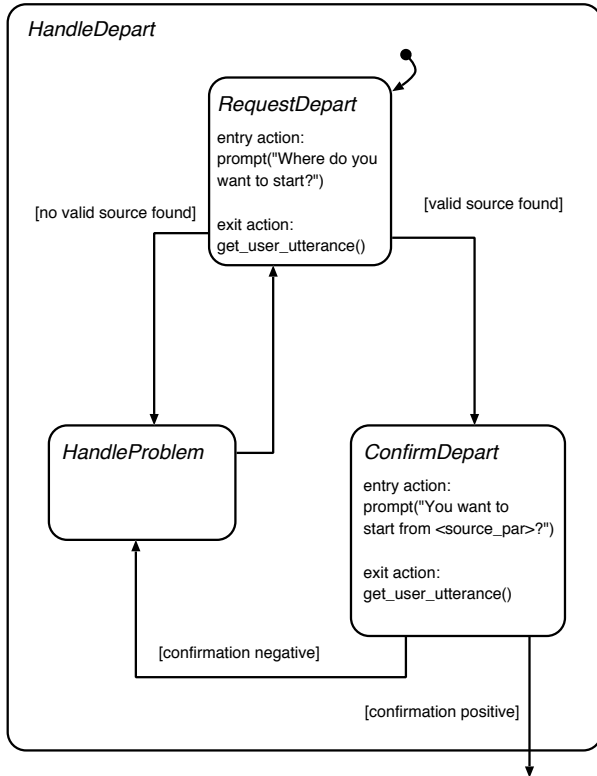 HandleDepart
RequestDepart
entry action:
prompt("Where do you
want to start?")
exit action:
get_user_utterance()
[no valid source found]
[valid source found]
HandleProblem
ConfirmDepart
entry action:
prompt("You want to
start from <source_par>?")
exit action:
get_user_utterance()
[confirmation negative]
[confirmation positive]